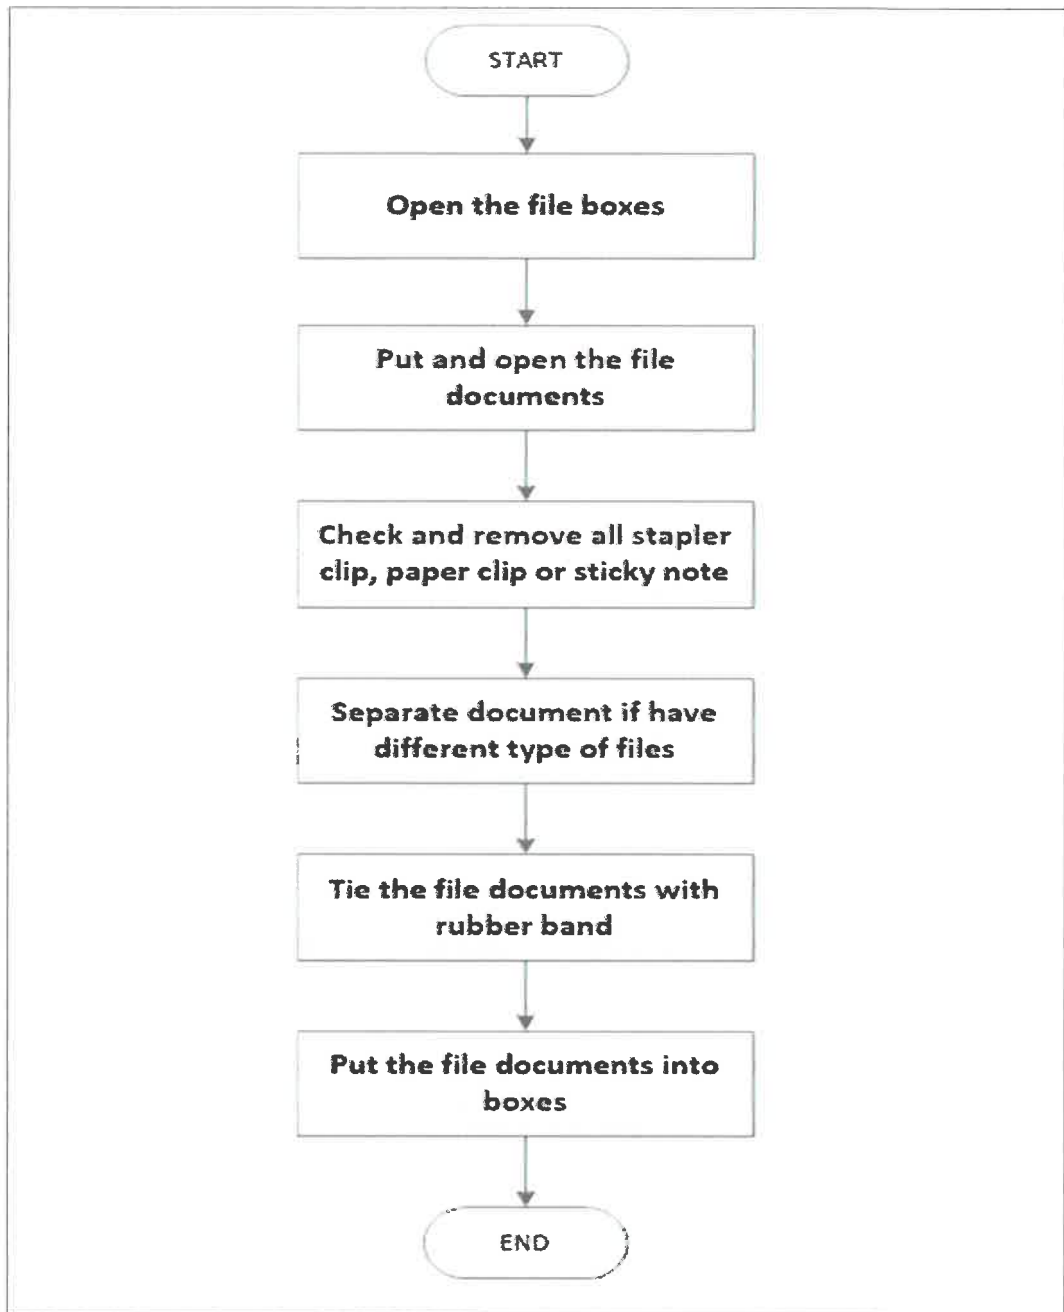 START
Open the file boxes
Put and open the file
documents
Check and remove all stapler
clip, paper clip or sticky note
Separate document if have
different type of files
Tie the file documents with
rubber band
Put the file documents into
boxes
END